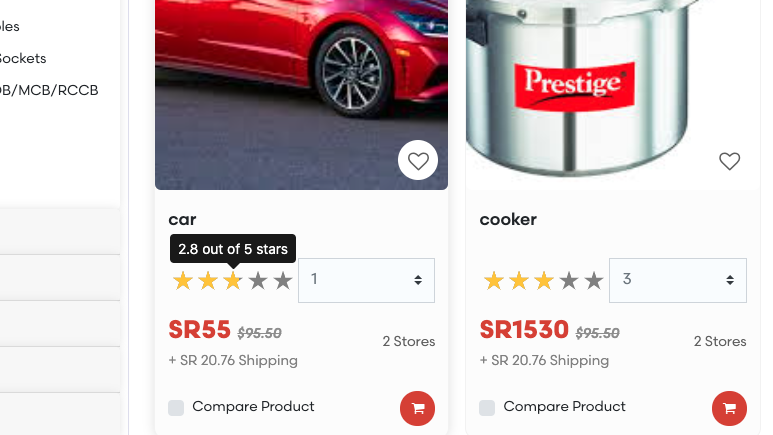 Sockets
DB/MCB/RCCB
Prestige
car
cooker
2.8 out of 5 stars
1
3
SR55 $95.50
2 Stores
+ SR 20.76 Shipping
SR1530 $95.50
2 Stores
+ SR 20.76 Shipping
Compare Product
Compare Product